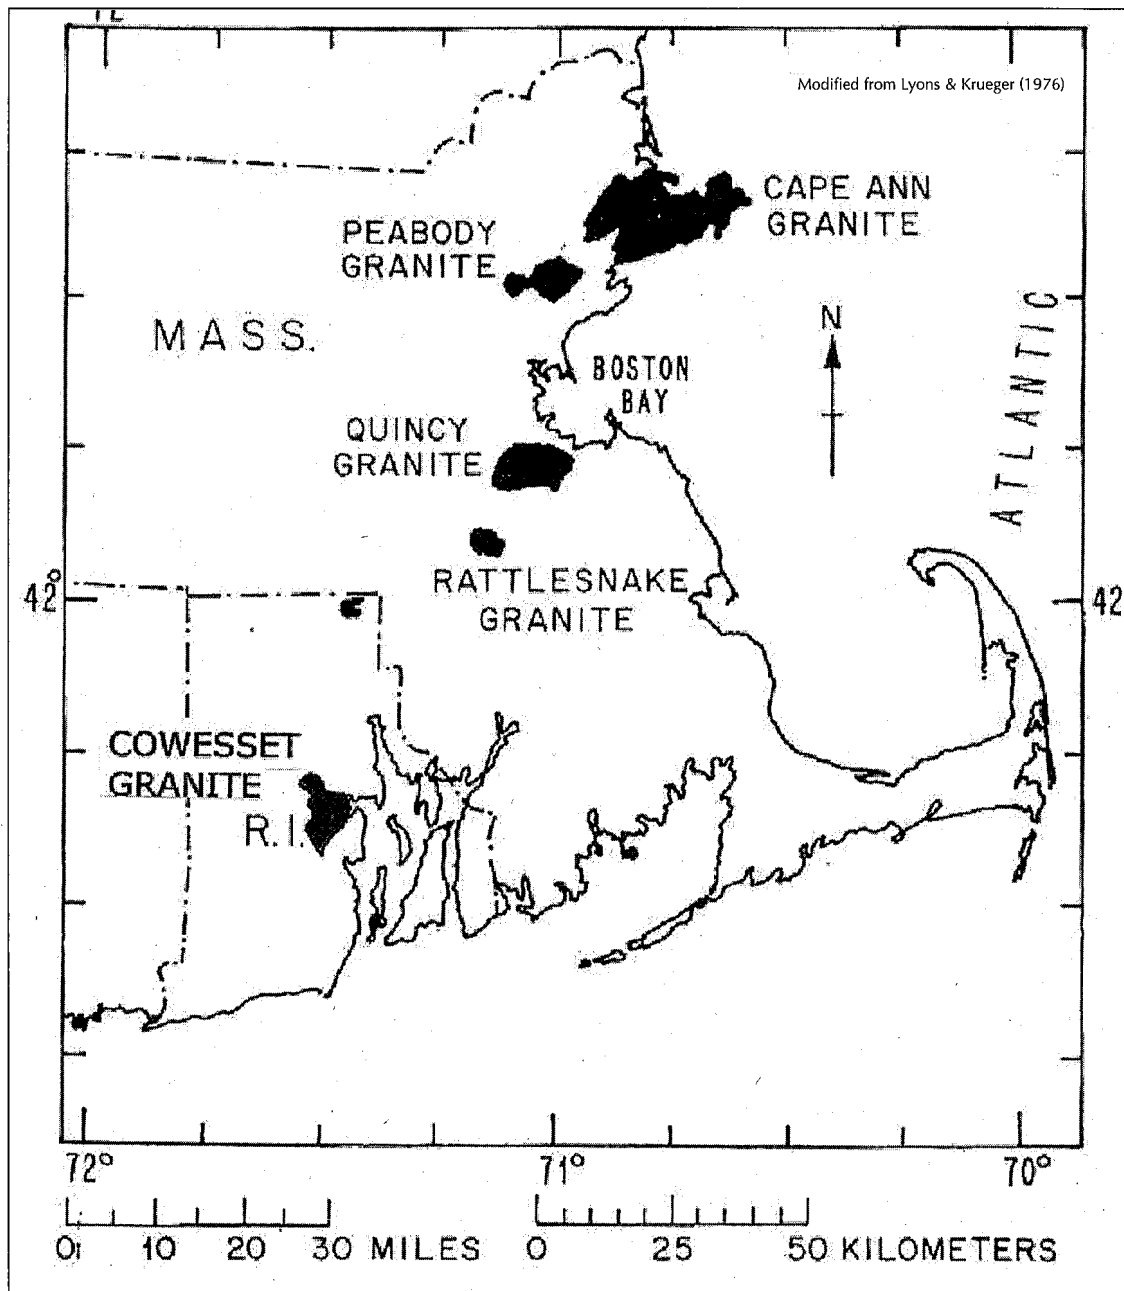 Modified from Lyons & Krueger (1976)
CAPE ANN
GRANITE
PEABODY
GRANITE
MASS.
N
ATLANTIC
BOSTON
BAY
QUINCY
GRANITE
RATTLESNAKE
GRANITE
42°
42
COWESSET
GRANITE
R.I.
72° 71° 70°
0 10 20 30 MILES 0 25 50 KILOMETERS